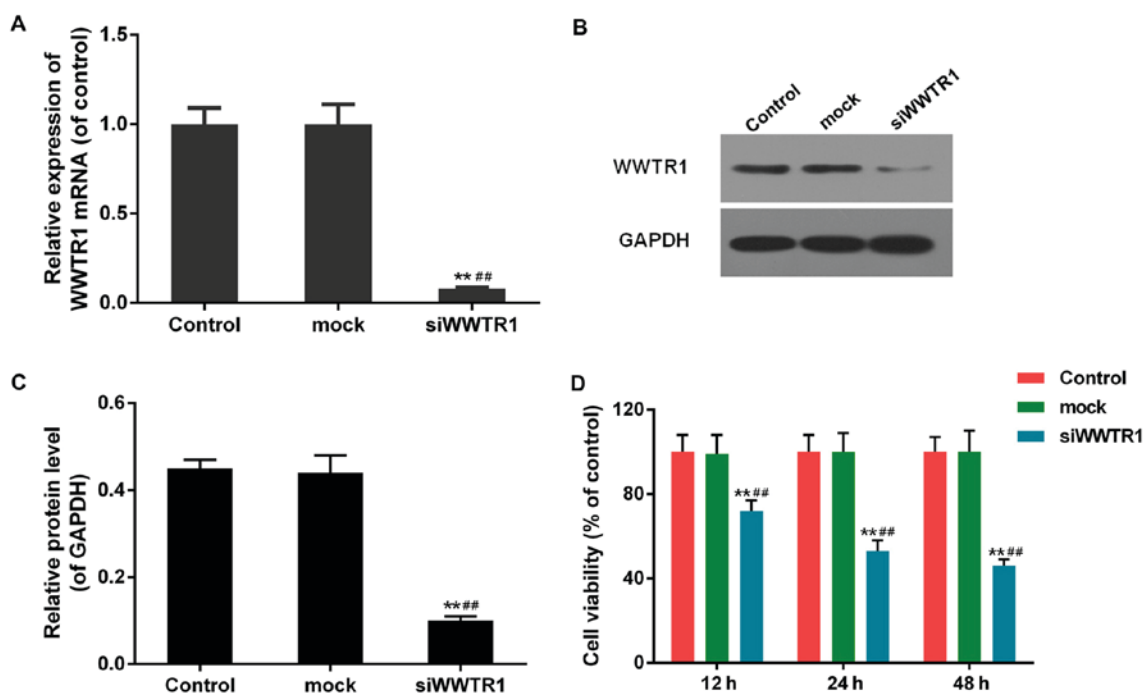 A
Relative expression of
WWTR1 mRNA (of control)
1.5
1.0
0.5
0.0
** ##
Control mock siWWTR1
B
Control mock siWWTR1
WWTR1
GAPDH
C
Relative protein level
(of GAPDH)
0.6
0.4
0.2
0.0
**##
Control mock siWWTR1
D
Control
mock
siWWTR1
Cell viability (% of control)
120
80
40
0
**## **## **##
12 h 24 h 48 h